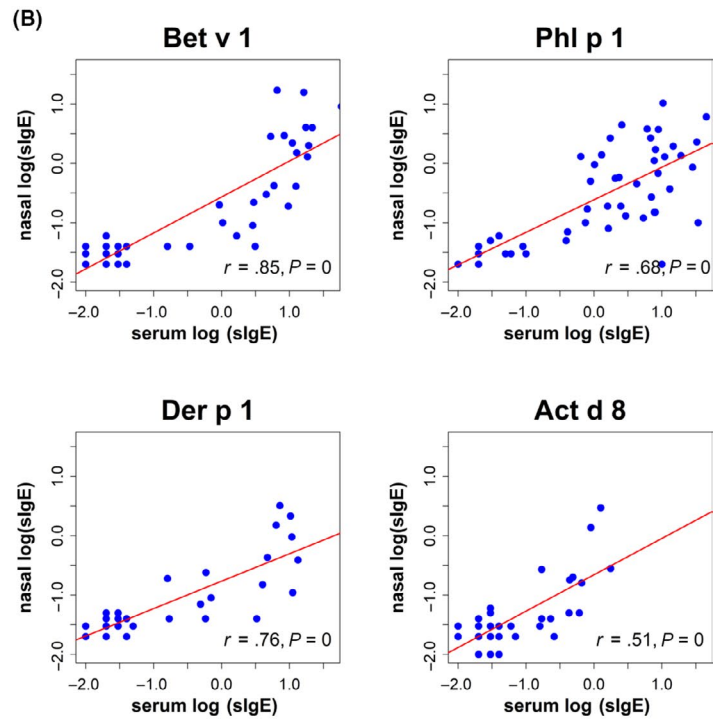 (B)
Bet v 1
nasal log(sIgE)
1.0
0.0
−1.0
−2.0
r = .85, P = 0
−2.0 −1.0 0.0 1.0
serum log (sIgE)
Phl p 1
nasal log(sIgE)
1.0
0.0
−1.0
−2.0
r = .68, P = 0
−2.0 −1.0 0.0 1.0
serum log (sIgE)
Der p 1
nasal log(sIgE)
1.0
0.0
−1.0
−2.0
r = .76, P = 0
−2.0 −1.0 0.0 1.0
serum log (sIgE)
Act d 8
nasal log(sIgE)
1.0
0.0
−1.0
−2.0
r = .51, P = 0
−2.0 −1.0 0.0 1.0
serum log (sIgE)